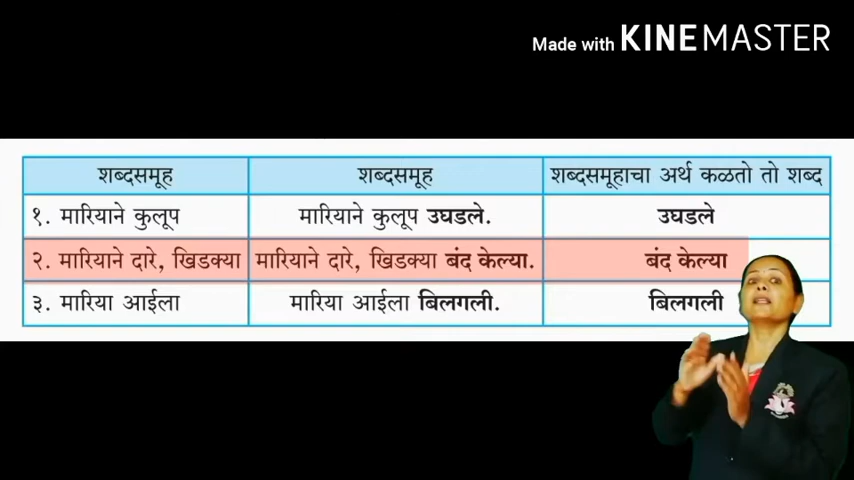 Made with KINEMASTER
शब्दसमूह शब्दसमूह शब्दसमूहाचा अर्थ कळतो तो शब्द
१. मारियाने कुलूप मारियाने कुलूप उघडले. उघडले
२. मारियाने दारे, खिडक्या मारियाने दारे, खिडक्या बंद केल्या. बंद केल्या
३. मारिया आईला मारिया आईला बिलगली. बिलगली